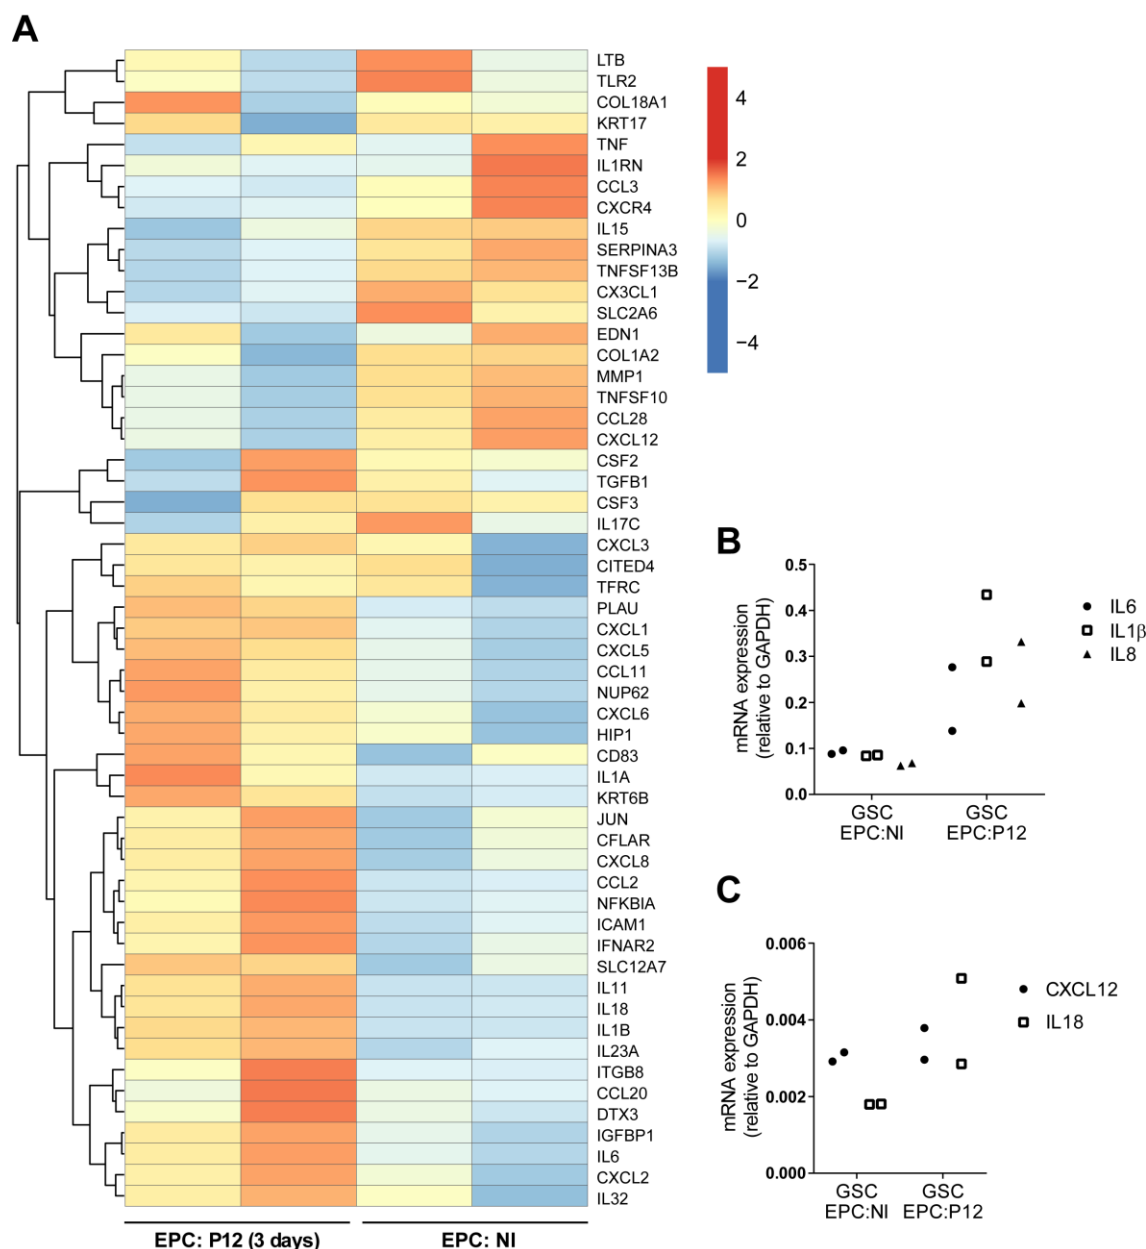 A
LTB
TLR2
COL18A1
KRT17
TNF
IL1RN
CCL3
CXCR4
IL15
SERPINA3
TNFSF13B
CX3CL1
SLC2A6
EDN1
COL1A2
MMP1
TNFSF10
CCL28
CXCL12
CSF2
TGFB1
CSF3
IL17C
CXCL3
CITED4
TFRC
PLAU
CXCL1
CXCL5
CCL11
NUP62
CXCL6
HIP1
CD83
IL1A
KRT6B
JUN
CFLAR
CXCL8
CCL2
NFKBIA
ICAM1
IFNAR2
SLC12A7
IL11
IL18
IL1B
IL23A
ITGB8
CCL20
DTX3
IGFBP1
IL6
CXCL2
IL32
EPC: P12 (3 days) EPC: NI
4
2
0
−2
−4
B
mRNA expression
(relative to GAPDH)
0.5
0.4
0.3
0.2
0.1
0.0
GSC GSC
EPC:NI EPC:P12
IL6
IL1β
IL8
C
mRNA expression
(relative to GAPDH)
0.006
0.004
0.002
0.000
GSC GSC
EPC:NI EPC:P12
CXCL12
IL18